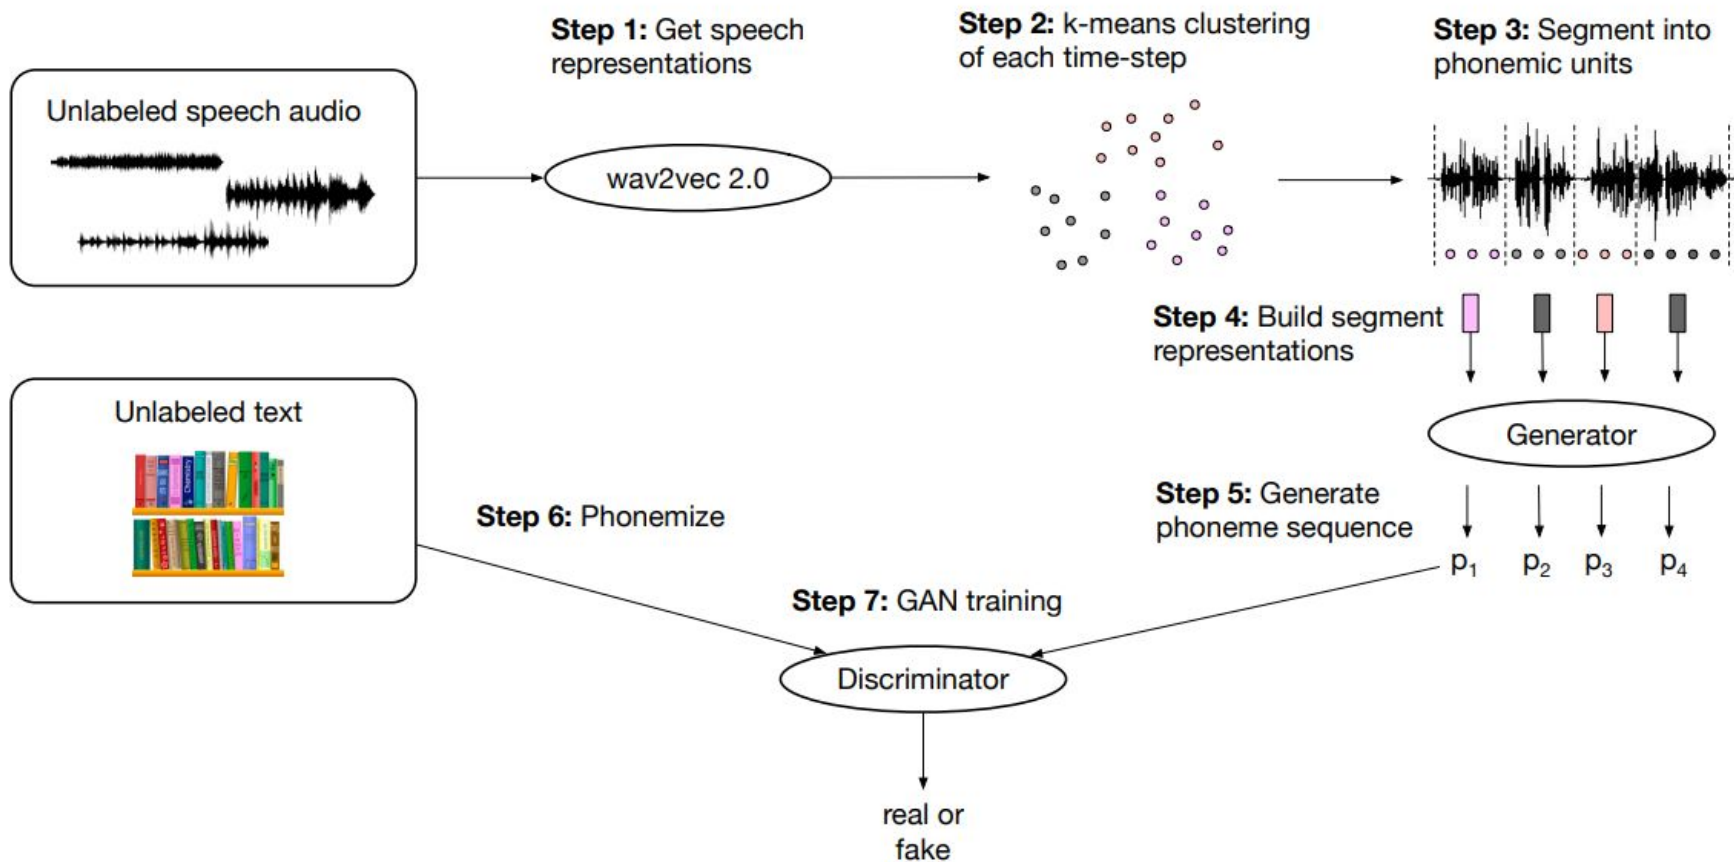 Step 1: Get speech
representations
Step 2: k-means clustering
of each time-step
Step 3: Segment into
phonemic units
Unlabeled speech audio
wav2vec 2.0
Step 4: Build segment
representations
Unlabeled text
Chemistry
Generator
Step 5: Generate
phoneme sequence
Step 6: Phonemize
p₁ p₂ p₃ p₄
Step 7: GAN training
Discriminator
real or
fake